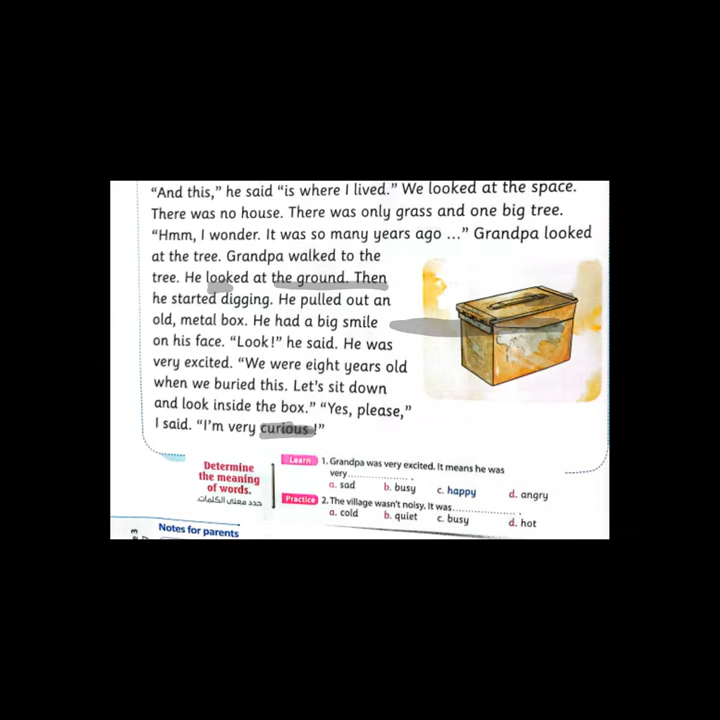 "And this," he said "is where I lived." We looked at the space.
There was no house. There was only grass and one big tree.
"Hmm, I wonder. It was so many years ago ..." Grandpa looked
at the tree. Grandpa walked to the
tree. He looked at the ground. Then
he started digging. He pulled out an
old, metal box. He had a big smile
on his face. "Look!" he said. He was
very excited. "We were eight years old
when we buried this. Let's sit down
and look inside the box." "Yes, please,"
I said. "I'm very curious!"
Determine
the meaning
of words.
حدد معنى الكلمات.
Learn 1. Grandpa was very excited. It means he was
very.................... .
a. sad b. busy c. happy d. angry
Practice 2. The village wasn't noisy. It was.................... .
a. cold b. quiet c. busy d. hot
Notes for parents